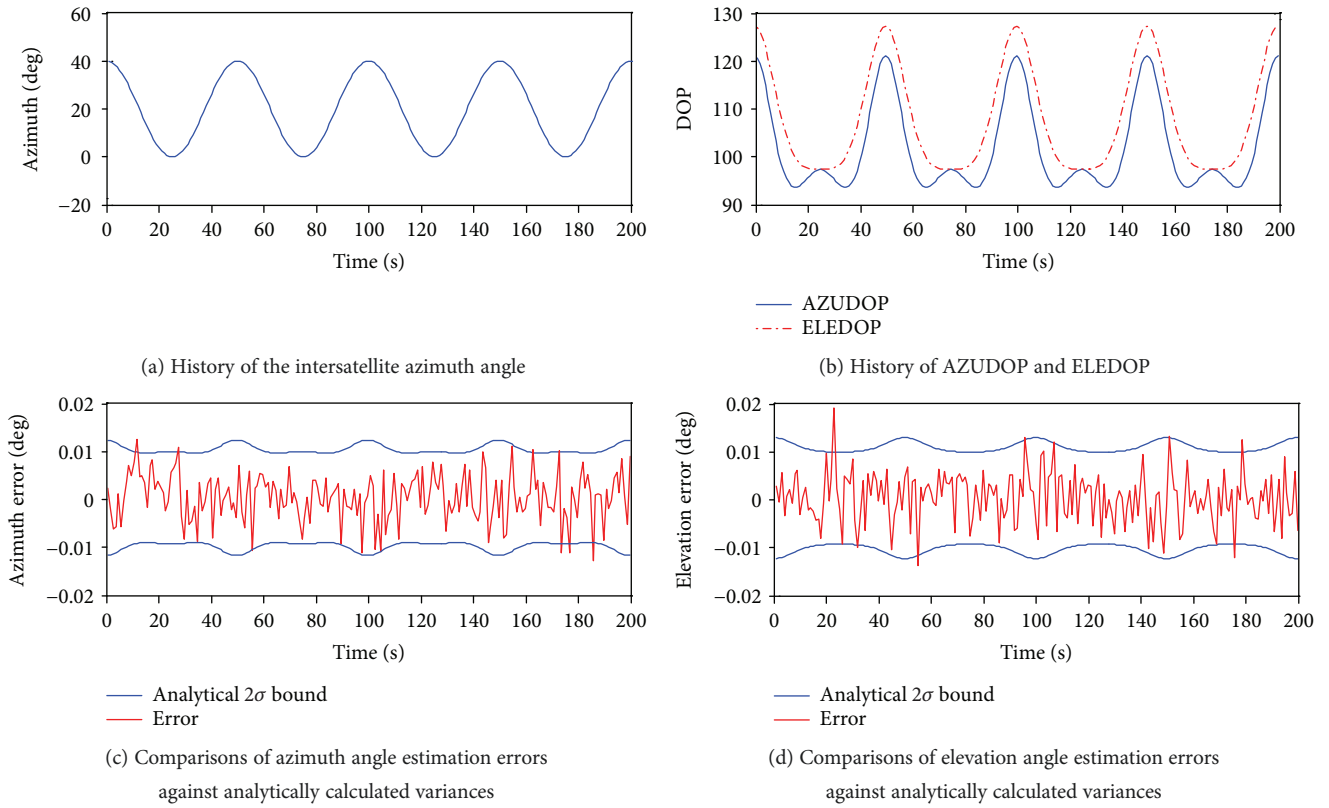 60
40
20
0
−20
Azimuth (deg)
0 20 40 60 80 100 120 140 160 180 200
Time (s)
(a) History of the intersatellite azimuth angle
130
120
110
100
90
DOP
0 20 40 60 80 100 120 140 160 180 200
Time (s)
AZUDOP
ELEDOP
(b) History of AZUDOP and ELEDOP
0.02
0.01
0
−0.01
−0.02
Azimuth error (deg)
0 20 40 60 80 100 120 140 160 180 200
Time (s)
Analytical 2σ bound
Error
(c) Comparisons of azimuth angle estimation errors
against analytically calculated variances
0.02
0.01
0
−0.01
−0.02
Elevation error (deg)
0 20 40 60 80 100 120 140 160 180 200
Time (s)
Analytical 2σ bound
Error
(d) Comparisons of elevation angle estimation errors
against analytically calculated variances